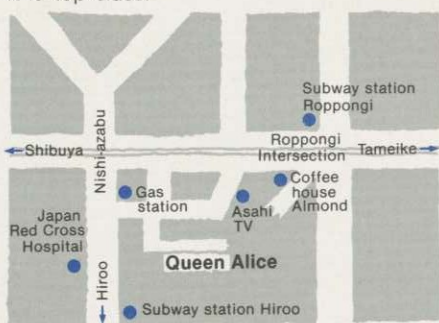 Subway station
Roppongi
Nishi-azabu
Shibuya
Roppongi
Intersection
Tameike
Gas
station
Coffee
house
Almond
Asahi
TV
Japan
Red Cross
Hospital
Queen Alice
Hiroo
Subway station Hiroo